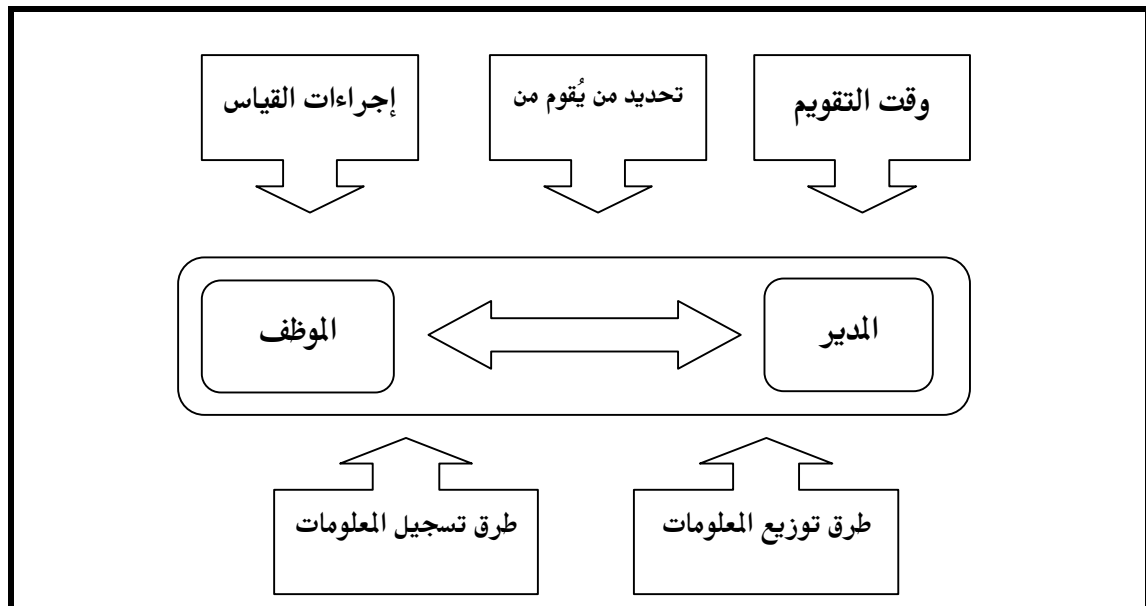 وقت التقويم
تحديد من يُقوم من
إجراءات القياس
المدير
الموظف
طرق توزيع المعلومات
طرق تسجيل المعلومات